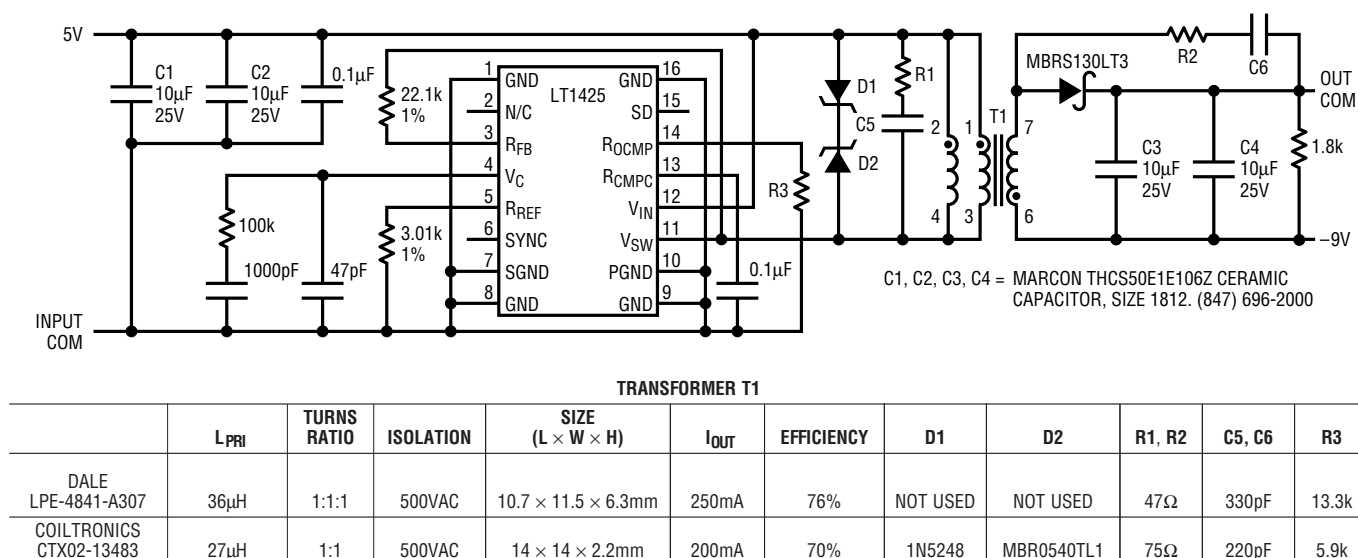 5V
C1
10µF
25V
C2
10µF
25V
0.1µF
22.1k
1%
1
GND
2
N/C
3
RFB
4
VC
5
RREF
6
SYNC
7
SGND
8
GND
LT1425
GND
16
SD
15
ROCMP
14
RCMPC
13
VIN
12
VSW
11
PGND
10
GND
9
100k
1000pF
47pF
3.01k
1%
INPUT
COM
R3
0.1µF
D1
D2
R1
C5
T1
2
4
1
3
7
6
MBRS130LT3
R2
C6
OUT
COM
C3
10µF
25V
C4
10µF
25V
1.8k
–9V
C1, C2, C3, C4 = MARCON THCS50E1E106Z CERAMIC
CAPACITOR, SIZE 1812. (847) 696-2000
TRANSFORMER T1
LPRI TURNS RATIO ISOLATION SIZE (L × W × H) IOUT EFFICIENCY D1 D2 R1, R2 C5, C6 R3
DALE LPE-4841-A307 36µH 1:1:1 500VAC 10.7 × 11.5 × 6.3mm 250mA 76% NOT USED NOT USED 47Ω 330pF 13.3k
COILTRONICS CTX02-13483 27µH 1:1 500VAC 14 × 14 × 2.2mm 200mA 70% 1N5248 MBR0540TL1 75Ω 220pF 5.9k